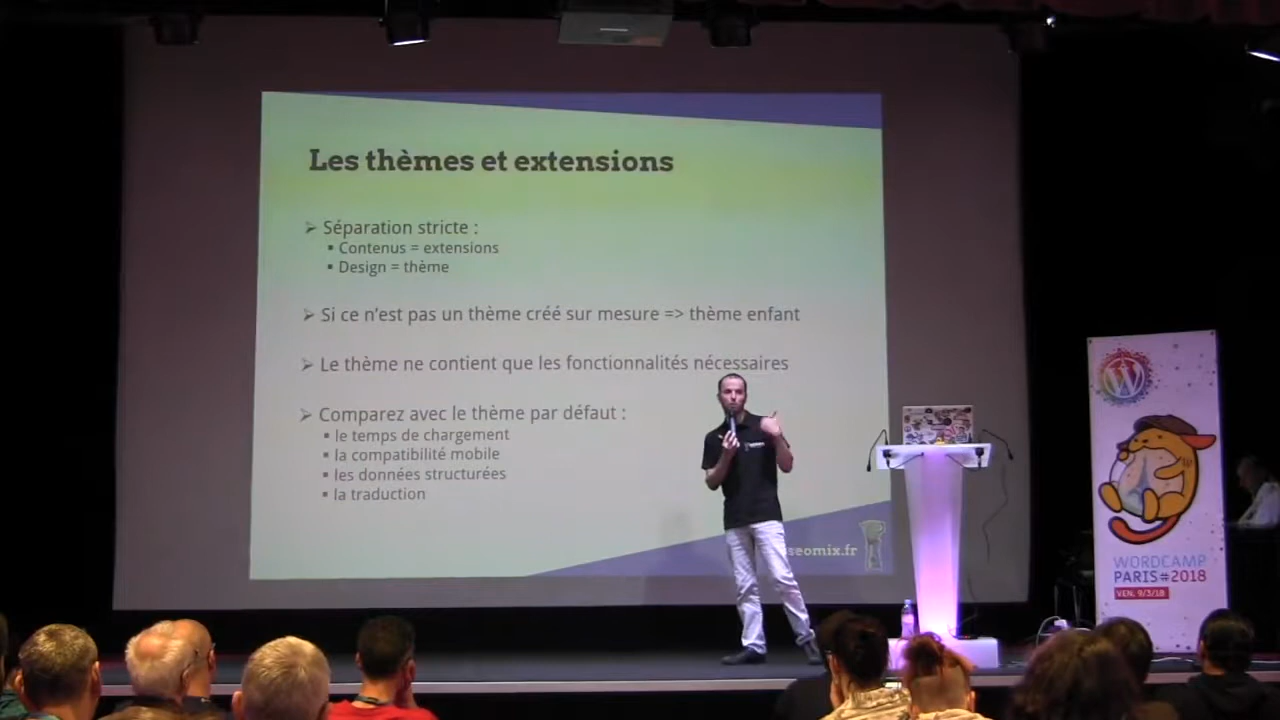 Les thèmes et extensions
➢ Séparation stricte :
▪ Contenus = extensions
▪ Design = thème
➢ Si ce n'est pas un thème créé sur mesure => thème enfant
➢ Le thème ne contient que les fonctionnalités nécessaires
➢ Comparez avec le thème par défaut :
▪ le temps de chargement
▪ la compatibilité mobile
▪ les données structurées
▪ la traduction
seomix.fr
W
WORDCAMP
PARIS#2018
VEN. 9/3/18